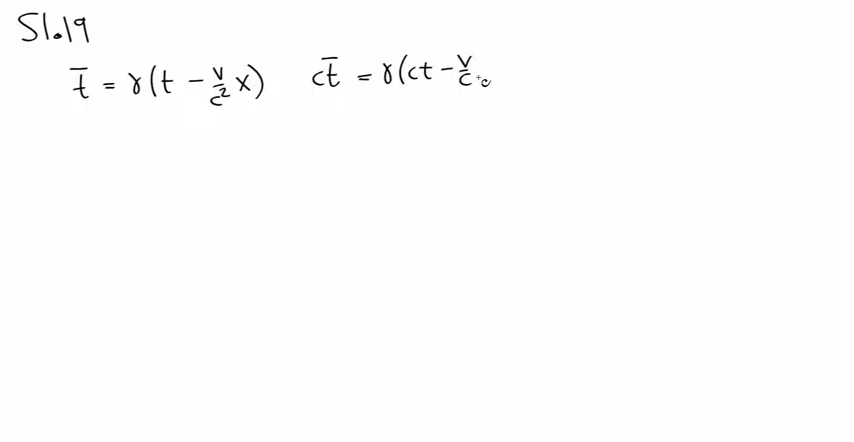 S1.19
t̄ = γ(t - v/c² x) ct̄ = γ(ct - v/c